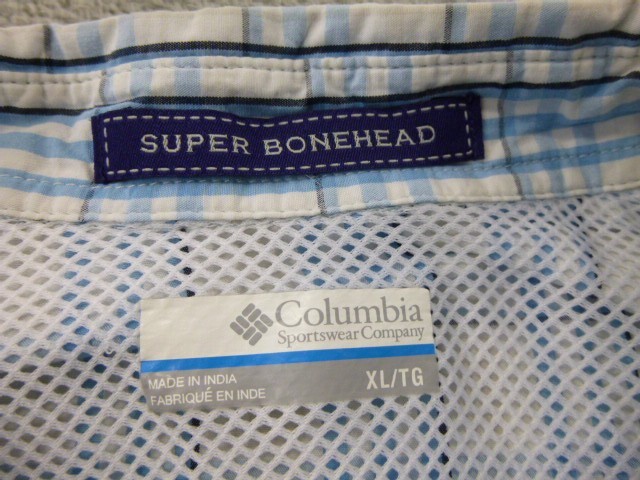 SUPER BONEHEAD
Columbia
Sportswear Company
MADE IN INDIA
FABRIQUÉ EN INDE
XL/TG